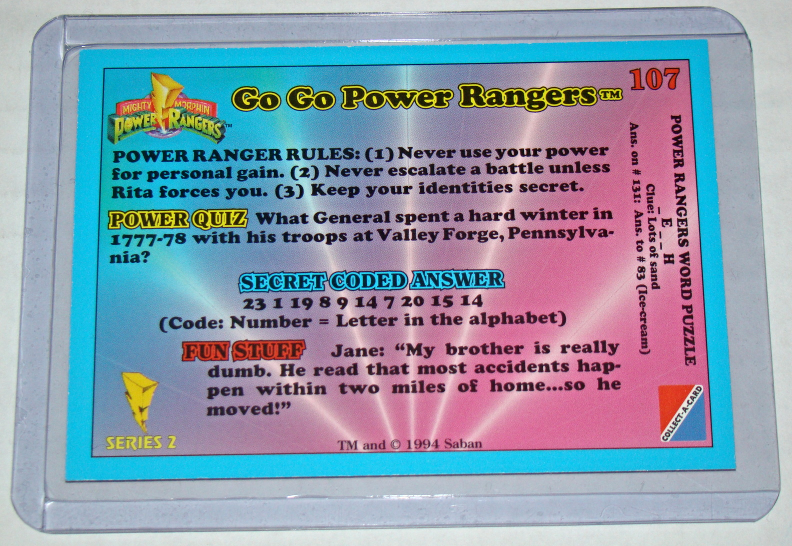 MIGHTY MORPHIN
POWER RANGERS™
Go Go Power Rangers™
107
POWER RANGER RULES: (1) Never use your power
for personal gain. (2) Never escalate a battle unless
Rita forces you. (3) Keep your identities secret.
POWER QUIZ What General spent a hard winter in
1777-78 with his troops at Valley Forge, Pennsylva-
nia?
SECRET CODED ANSWER
23 1 19 8 9 14 7 20 15 14
(Code: Number = Letter in the alphabet)
FUN STUFF Jane: “My brother is really
dumb. He read that most accidents hap-
pen within two miles of home...so he
moved!”
SERIES 2
TM and © 1994 Saban
POWER RANGERS WORD PUZZLE
_ E _ _ H
Clue: Lots of sand
Ans. on # 131: Ans. to # 83 (Ice-cream)
COLLECT-A-CARD